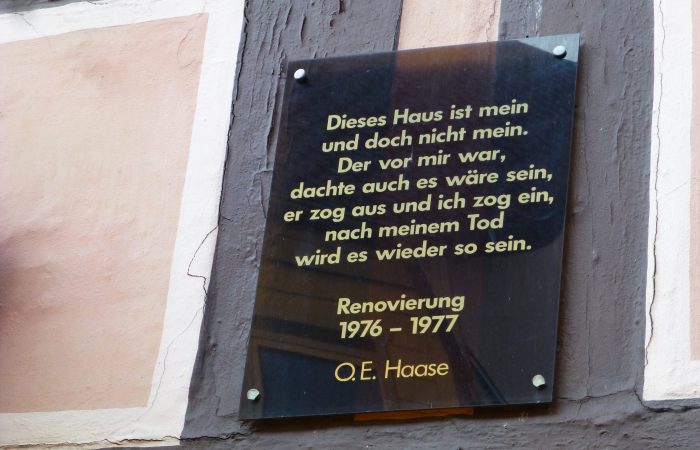 Dieses Haus ist mein
und doch nicht mein.
Der vor mir war,
dachte auch es wäre sein,
er zog aus und ich zog ein,
nach meinem Tod
wird es wieder so sein.
Renovierung
1976 – 1977
O.E. Haase